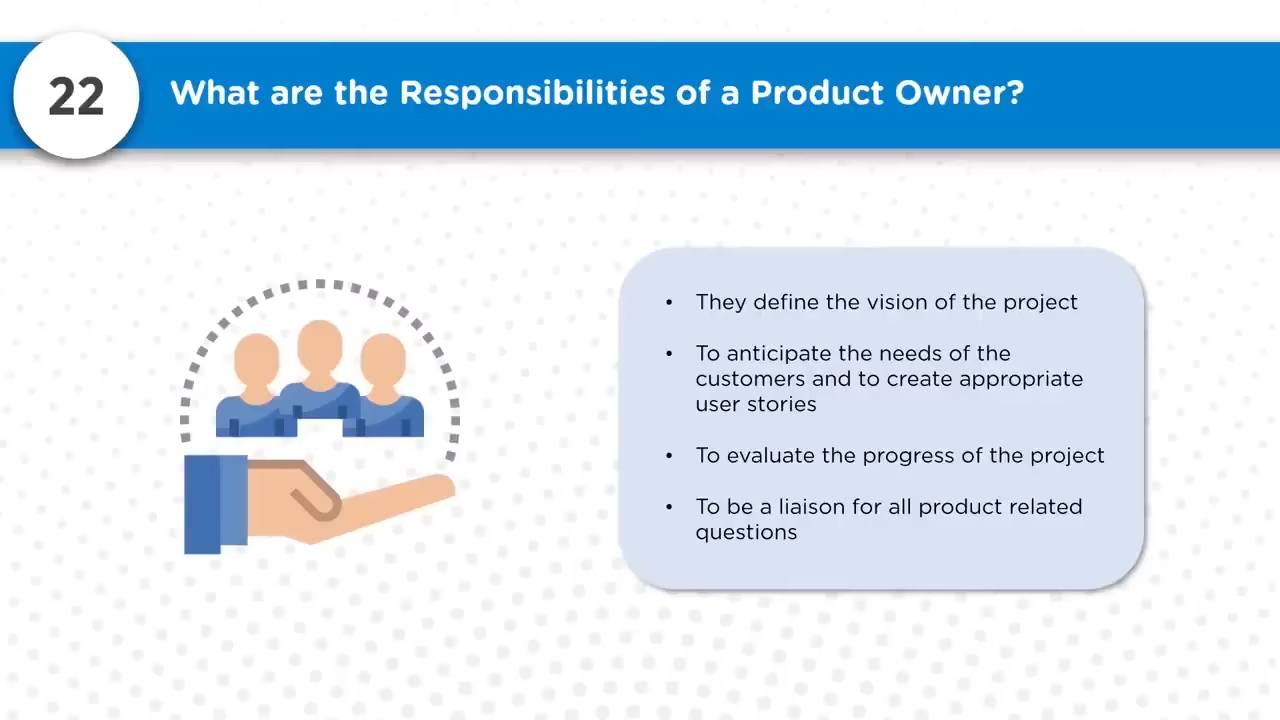 22
What are the Responsibilities of a Product Owner?
• They define the vision of the project
• To anticipate the needs of the
customers and to create appropriate
user stories
• To evaluate the progress of the project
• To be a liaison for all product related
questions